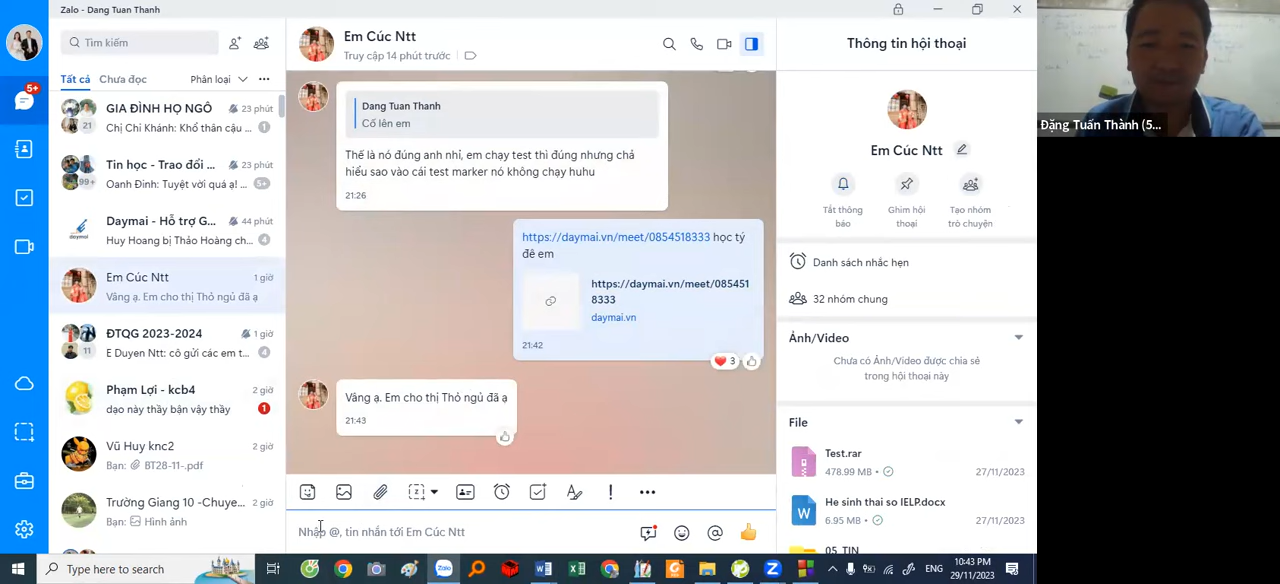 Zalo - Dang Tuan Thanh
Tìm kiếm
Tất cả
Chưa đọc
Phân loại
5+
GIA ĐÌNH HỌ NGÔ
23 phút
Chị Chi Khánh: Khổ thân cậu ...
1
21
Tin học - Trao đổi ...
23 phút
Oanh Đinh: Tuyệt vời quá ạ! ...
5+
99+
Daymai - Hỗ trợ G...
44 phút
Huy Hoang bị Thảo Hoàng ch...
4
Em Cúc Ntt
1 giờ
Vâng ạ. Em cho thị Thỏ ngủ đã ạ
ĐTQG 2023-2024
1 giờ
E Duyen Ntt: cô gửi các em t...
4
11
Phạm Lợi - kcb4
2 giờ
dạo này thầy bận vậy thầy
1
Vũ Huy knc2
2 giờ
Bạn: BT28-11-.pdf
Trường Giang 10 -Chuye...
2 giờ
Bạn: Hình ảnh
Em Cúc Ntt
Truy cập 14 phút trước
Dang Tuan Thanh
Cố lên em
Thế là nó đúng anh nhỉ, em chạy test thì đúng nhưng chả
hiểu sao vào cái test marker nó không chạy huhu
21:26
https://daymai.vn/meet/0854518333 học tý
đê em
https://daymai.vn/meet/085451
8333
daymai.vn
21:42
3
Vâng ạ. Em cho thị Thỏ ngủ đã ạ
21:43
Nhập @, tin nhắn tới Em Cúc Ntt
Thông tin hội thoại
Em Cúc Ntt
Tắt thông
báo
Ghim hội
thoại
Tạo nhóm
trò chuyện
Danh sách nhắc hẹn
32 nhóm chung
Ảnh/Video
Chưa có Ảnh/Video được chia sẻ
trong hội thoại này
File
Test.rar
478.99 MB
27/11/2023
He sinh thai so IELP.docx
6.95 MB
27/11/2023
05_TIN
Đặng Tuấn Thành (5...
Type here to search
ENG
10:43 PM
29/11/2023